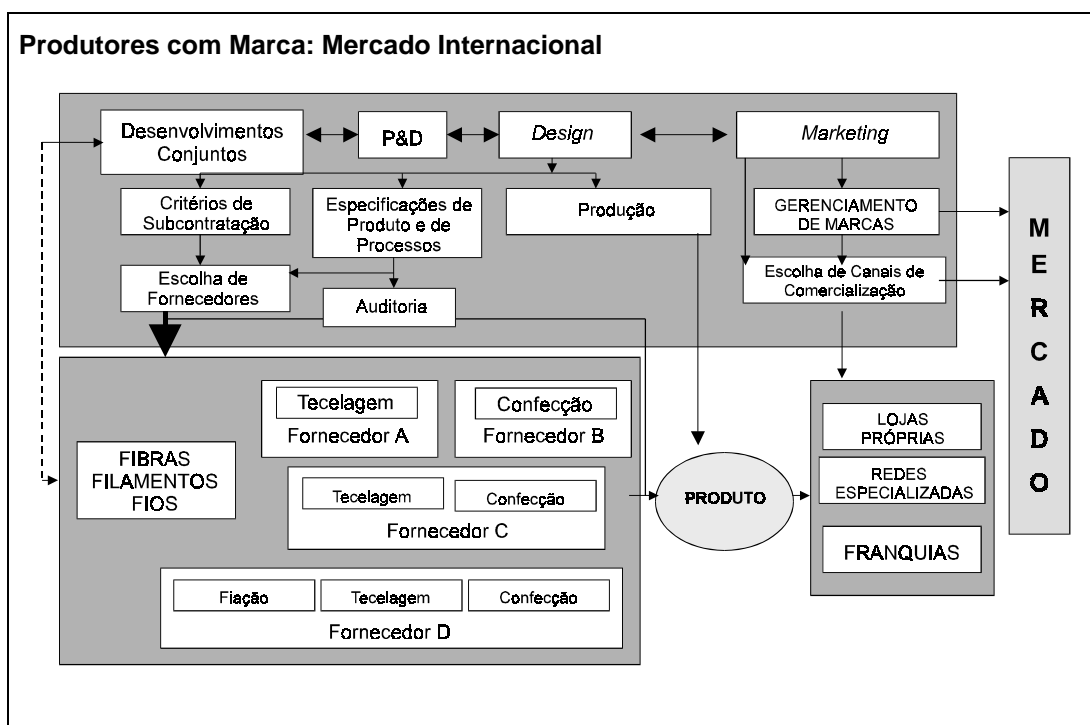 Produtores com Marca: Mercado Internacional
Desenvolvimentos
Conjuntos
P&D
Design
Marketing
Critérios de
Subcontratação
Especificações de
Produto e de
Processos
Produção
GERENCIAMENTO
DE MARCAS
Escolha de
Fornecedores
Auditoria
Escolha de Canais de
Comercialização
MERCADO
FIBRAS
FILAMENTOS
FIOS
Tecelagem
Fornecedor A
Confecção
Fornecedor B
Tecelagem
Confecção
Fornecedor C
Fiação
Tecelagem
Confecção
Fornecedor D
PRODUTO
LOJAS
PRÓPRIAS
REDES
ESPECIALIZADAS
FRANQUIAS